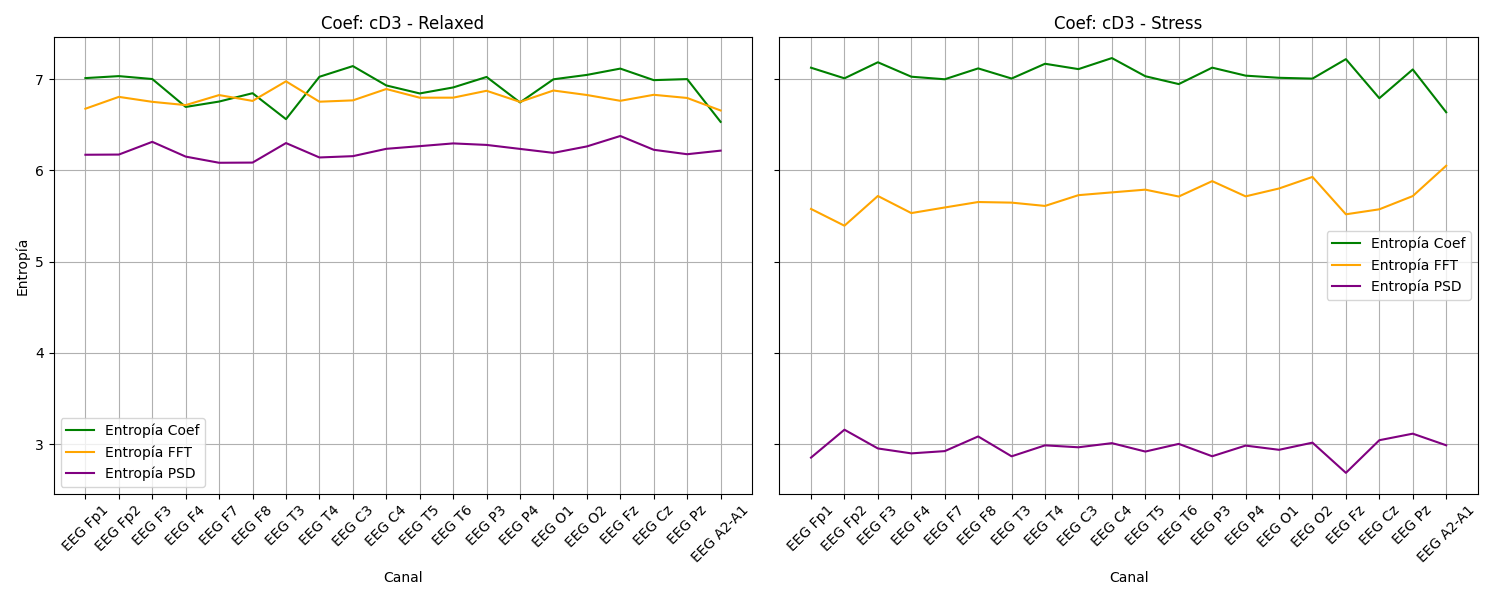 Coef: cD3 - Relaxed
Entropía
7
6
5
4
3
Entropía Coef
Entropía FFT
Entropía PSD
EEG Fp1
EEG Fp2
EEG F3
EEG F4
EEG F7
EEG F8
EEG T3
EEG T4
EEG C3
EEG C4
EEG T5
EEG T6
EEG P3
EEG P4
EEG O1
EEG O2
EEG Fz
EEG Cz
EEG Pz
EEG A2-A1
Canal
Coef: cD3 - Stress
Entropía Coef
Entropía FFT
Entropía PSD
EEG Fp1
EEG Fp2
EEG F3
EEG F4
EEG F7
EEG F8
EEG T3
EEG T4
EEG C3
EEG C4
EEG T5
EEG T6
EEG P3
EEG P4
EEG O1
EEG O2
EEG Fz
EEG Cz
EEG Pz
EEG A2-A1
Canal